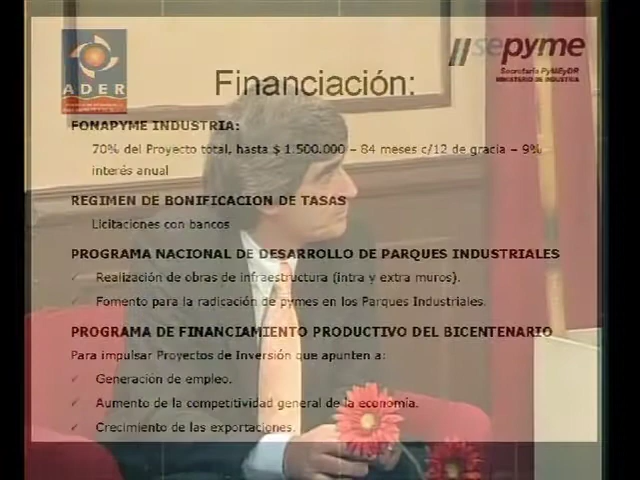 ADER
//sepyme
Secretaría PyMEyDR
MINISTERIO DE INDUSTRIA
Financiación:
FONAPYME INDUSTRIA:
70% del Proyecto total, hasta $ 1.500.000 – 84 meses c/12 de gracia – 9%
interés anual
REGIMEN DE BONIFICACION DE TASAS
Licitaciones con bancos
PROGRAMA NACIONAL DE DESARROLLO DE PARQUES INDUSTRIALES
✓ Realización de obras de infraestructura (intra y extra muros).
✓ Fomento para la radicación de pymes en los Parques Industriales.
PROGRAMA DE FINANCIAMIENTO PRODUCTIVO DEL BICENTENARIO
Para impulsar Proyectos de Inversión que apunten a:
✓ Generación de empleo.
✓ Aumento de la competitividad general de la economía.
✓ Crecimiento de las exportaciones.